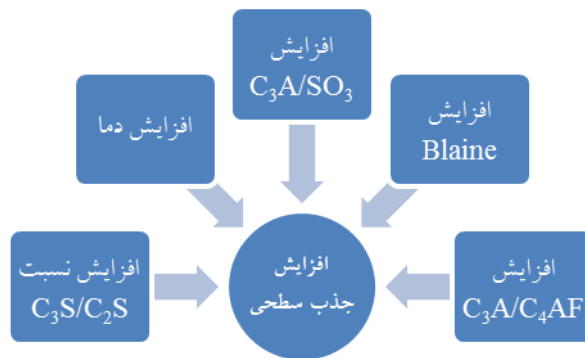 افزایش
C₃A/SO₃
افزایش
Blaine
افزایش دما
افزایش نسبت
C₃S/C₂S
افزایش
جذب سطحی
افزایش
C₃A/C₄AF